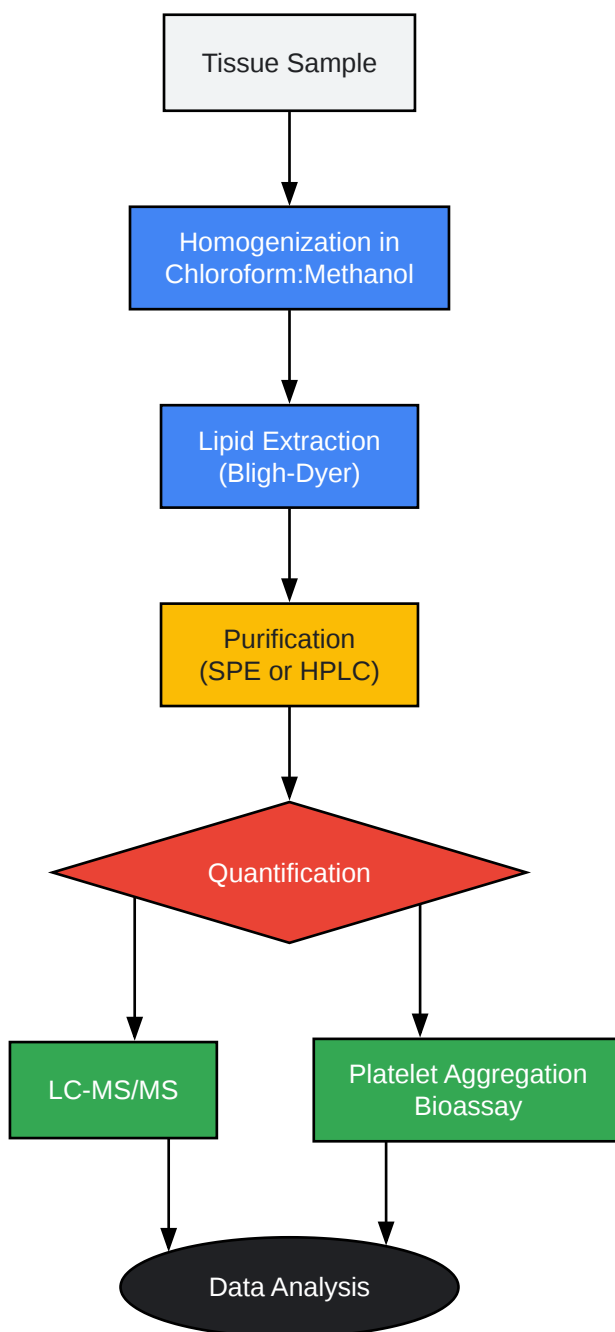 Tissue Sample
Homogenization in
Chloroform:Methanol
Lipid Extraction
(Bligh-Dyer)
Purification
(SPE or HPLC)
Quantification
LC-MS/MS
Platelet Aggregation
Bioassay
Data Analysis